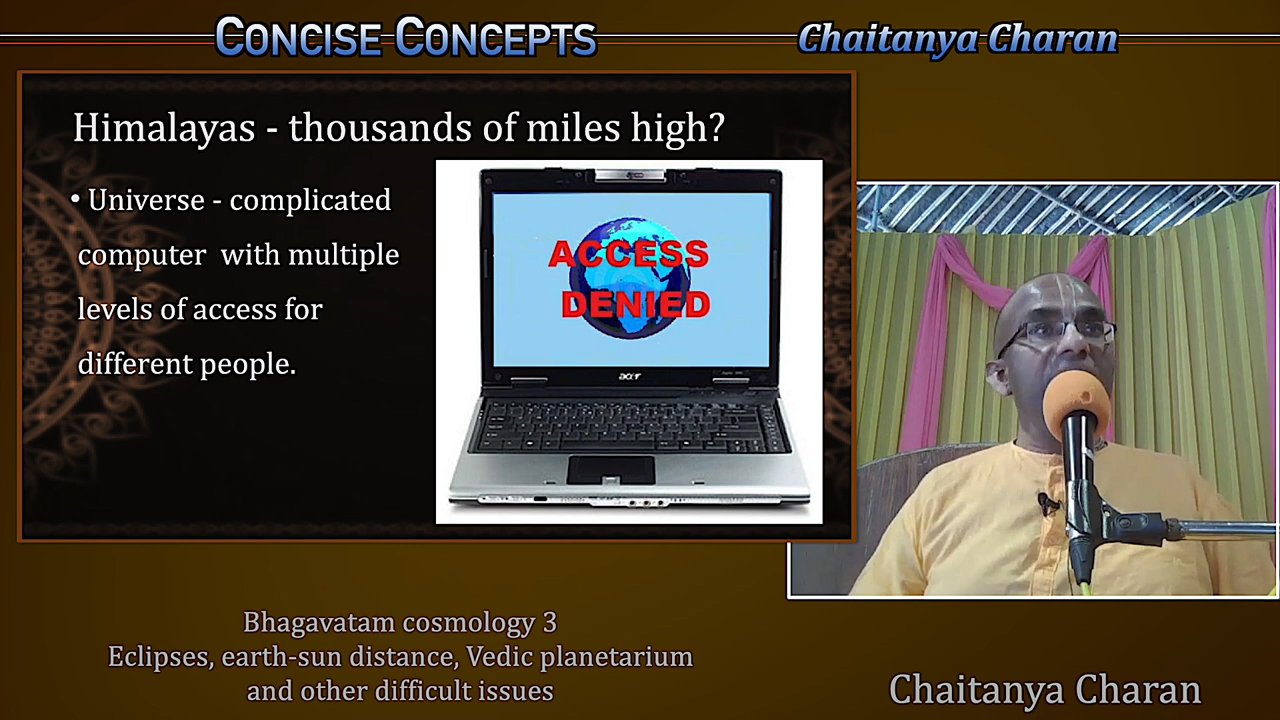 Concise Concepts
Chaitanya Charan
Himalayas - thousands of miles high?
• Universe - complicated
computer with multiple
levels of access for
different people.
ACCESS
DENIED
acer
Bhagavatam cosmology 3
Eclipses, earth-sun distance, Vedic planetarium
and other difficult issues
Chaitanya Charan